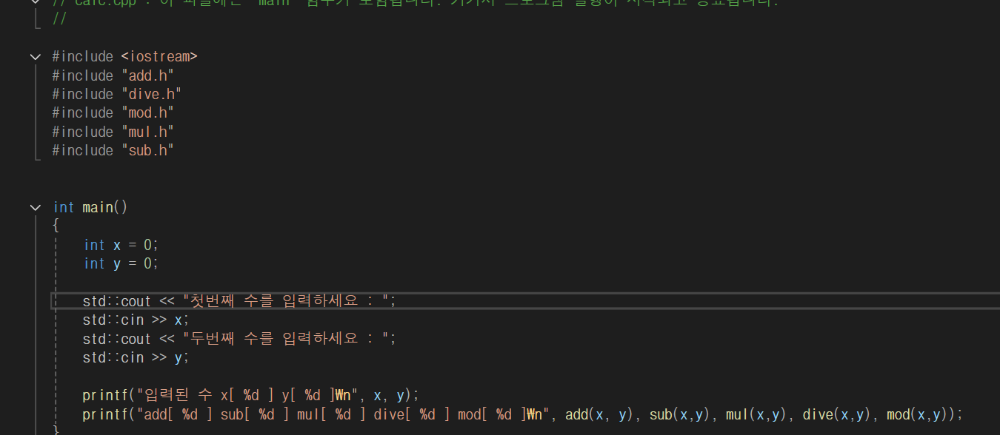 // calc.cpp : 이 파일에는 'main' 함수가 포함됩니다. 거기서 프로그램 실행이 시작되고 종료됩니다.
//
#include <iostream>
#include "add.h"
#include "dive.h"
#include "mod.h"
#include "mul.h"
#include "sub.h"
int main()
{
int x = 0;
int y = 0;
std::cout << "첫번째 수를 입력하세요 : ";
std::cin >> x;
std::cout << "두번째 수를 입력하세요 : ";
std::cin >> y;
printf("입력된 수 x[ %d ] y[ %d ]₩n", x, y);
printf("add[ %d ] sub[ %d ] mul[ %d ] dive[ %d ] mod[ %d ]₩n", add(x, y), sub(x,y), mul(x,y), dive(x,y), mod(x,y));
}